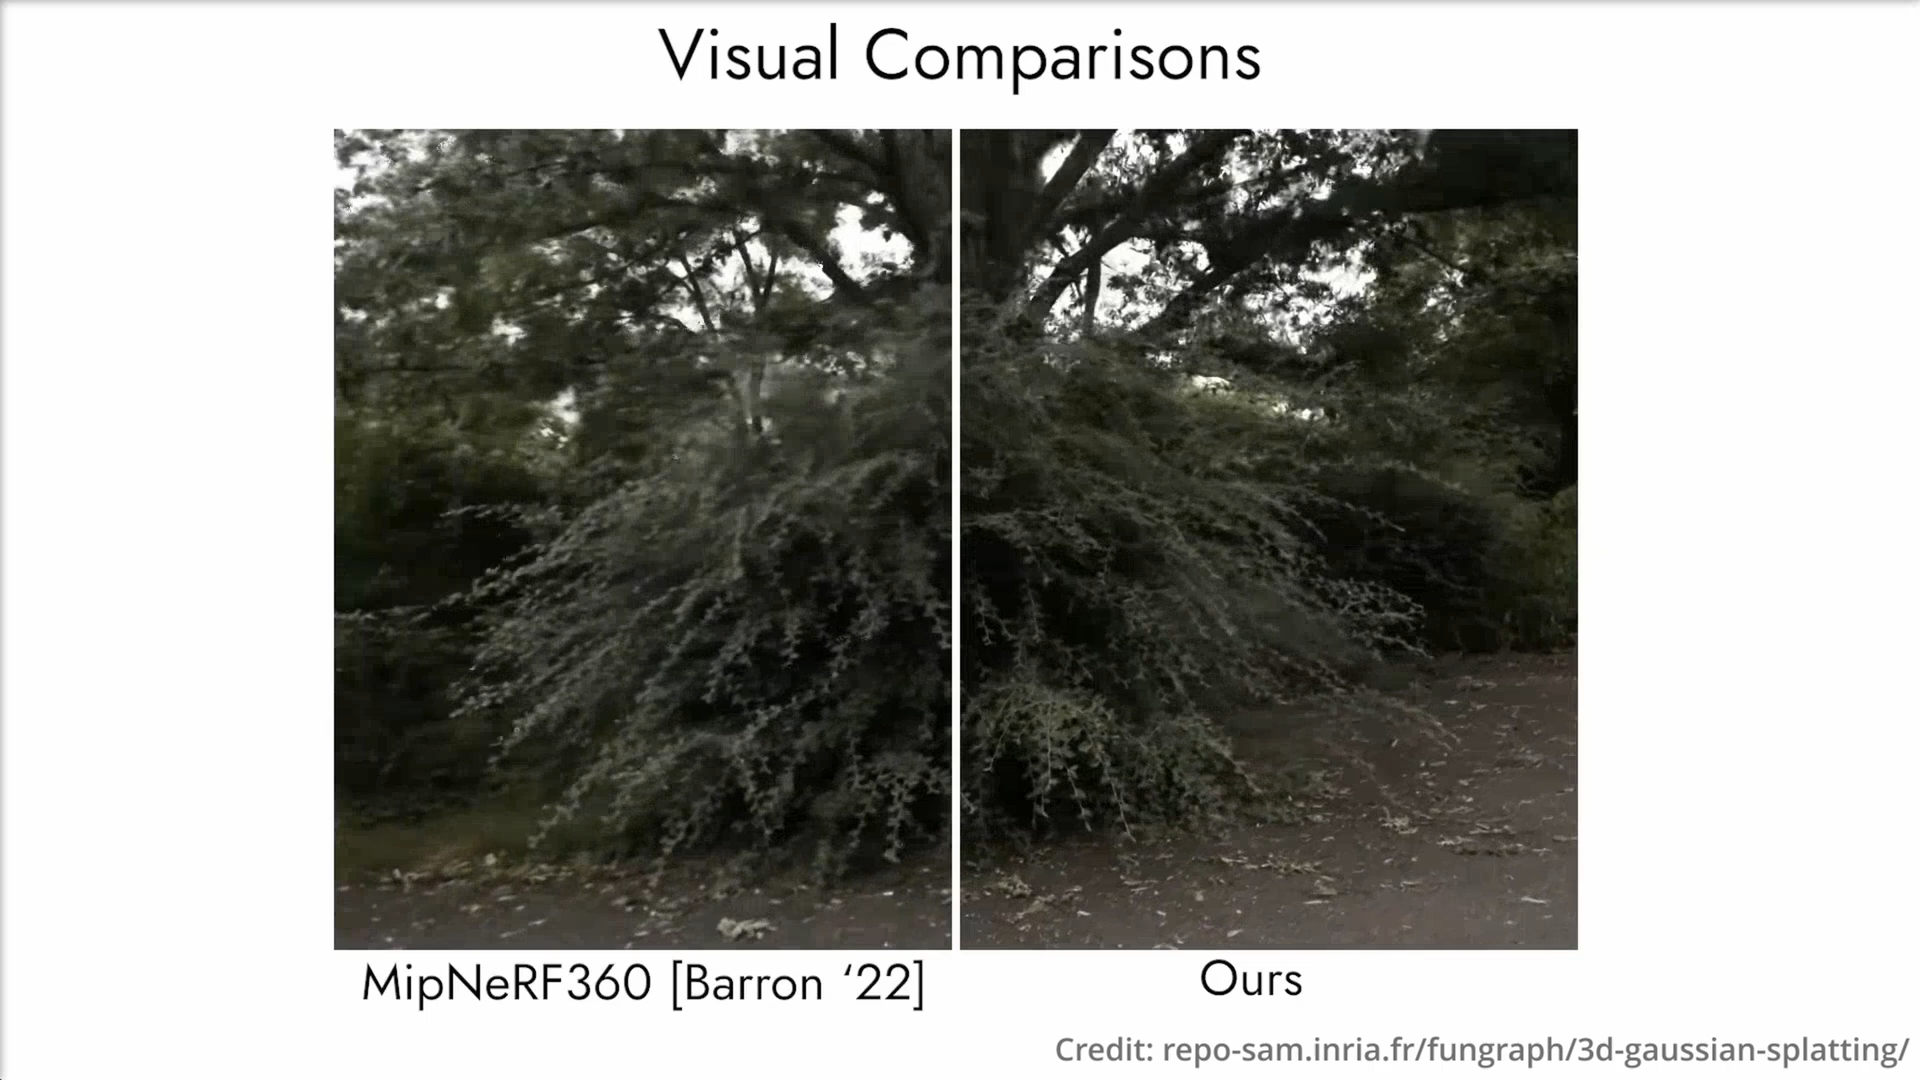 Visual Comparisons
MipNeRF360 [Barron ‘22]
Ours
Credit: repo-sam.inria.fr/fungraph/3d-gaussian-splatting/